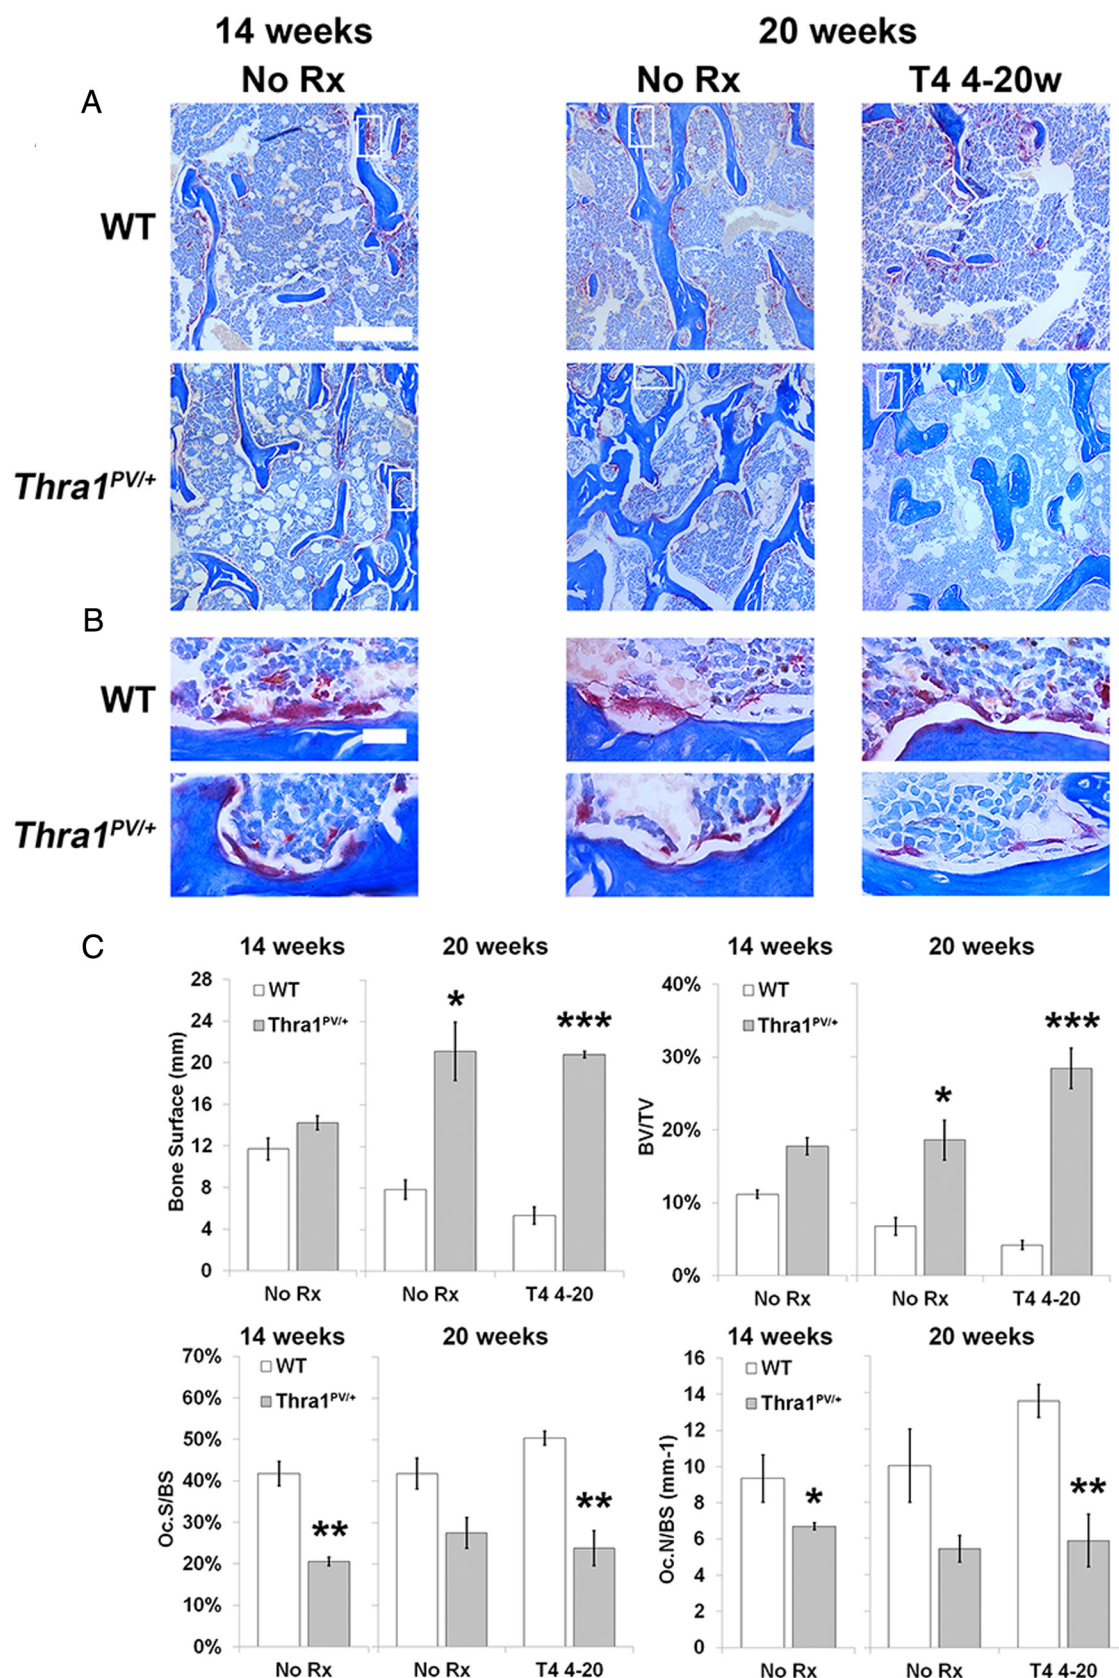 14 weeks 20 weeks
No Rx No Rx T4 4-20w
A
WT
Thra1PV/+
B
WT
Thra1PV/+
C
14 weeks 20 weeks
28
24
20
16
12
8
4
0
Bone Surface (mm)
WT
Thra1PV/+
*
***
No Rx No Rx T4 4-20
14 weeks 20 weeks
40%
30%
20%
10%
0%
BV/TV
WT
Thra1PV/+
*
***
No Rx No Rx T4 4-20
14 weeks 20 weeks
70%
60%
50%
40%
30%
20%
10%
0%
Oc.S/BS
WT
Thra1PV/+
**
**
No Rx No Rx T4 4-20
14 weeks 20 weeks
16
14
12
10
8
6
4
2
0
Oc.N/BS (mm-1)
WT
Thra1PV/+
*
**
No Rx No Rx T4 4-20